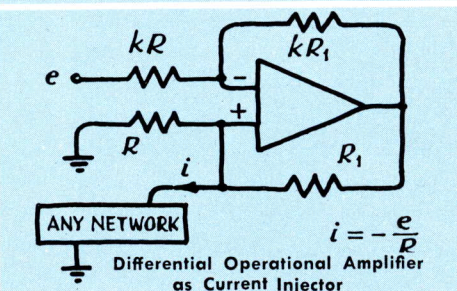 kR
kR₁
e
−
+
R
R₁
i
ANY NETWORK
i = − e/R
Differential Operational Amplifier
as Current Injector